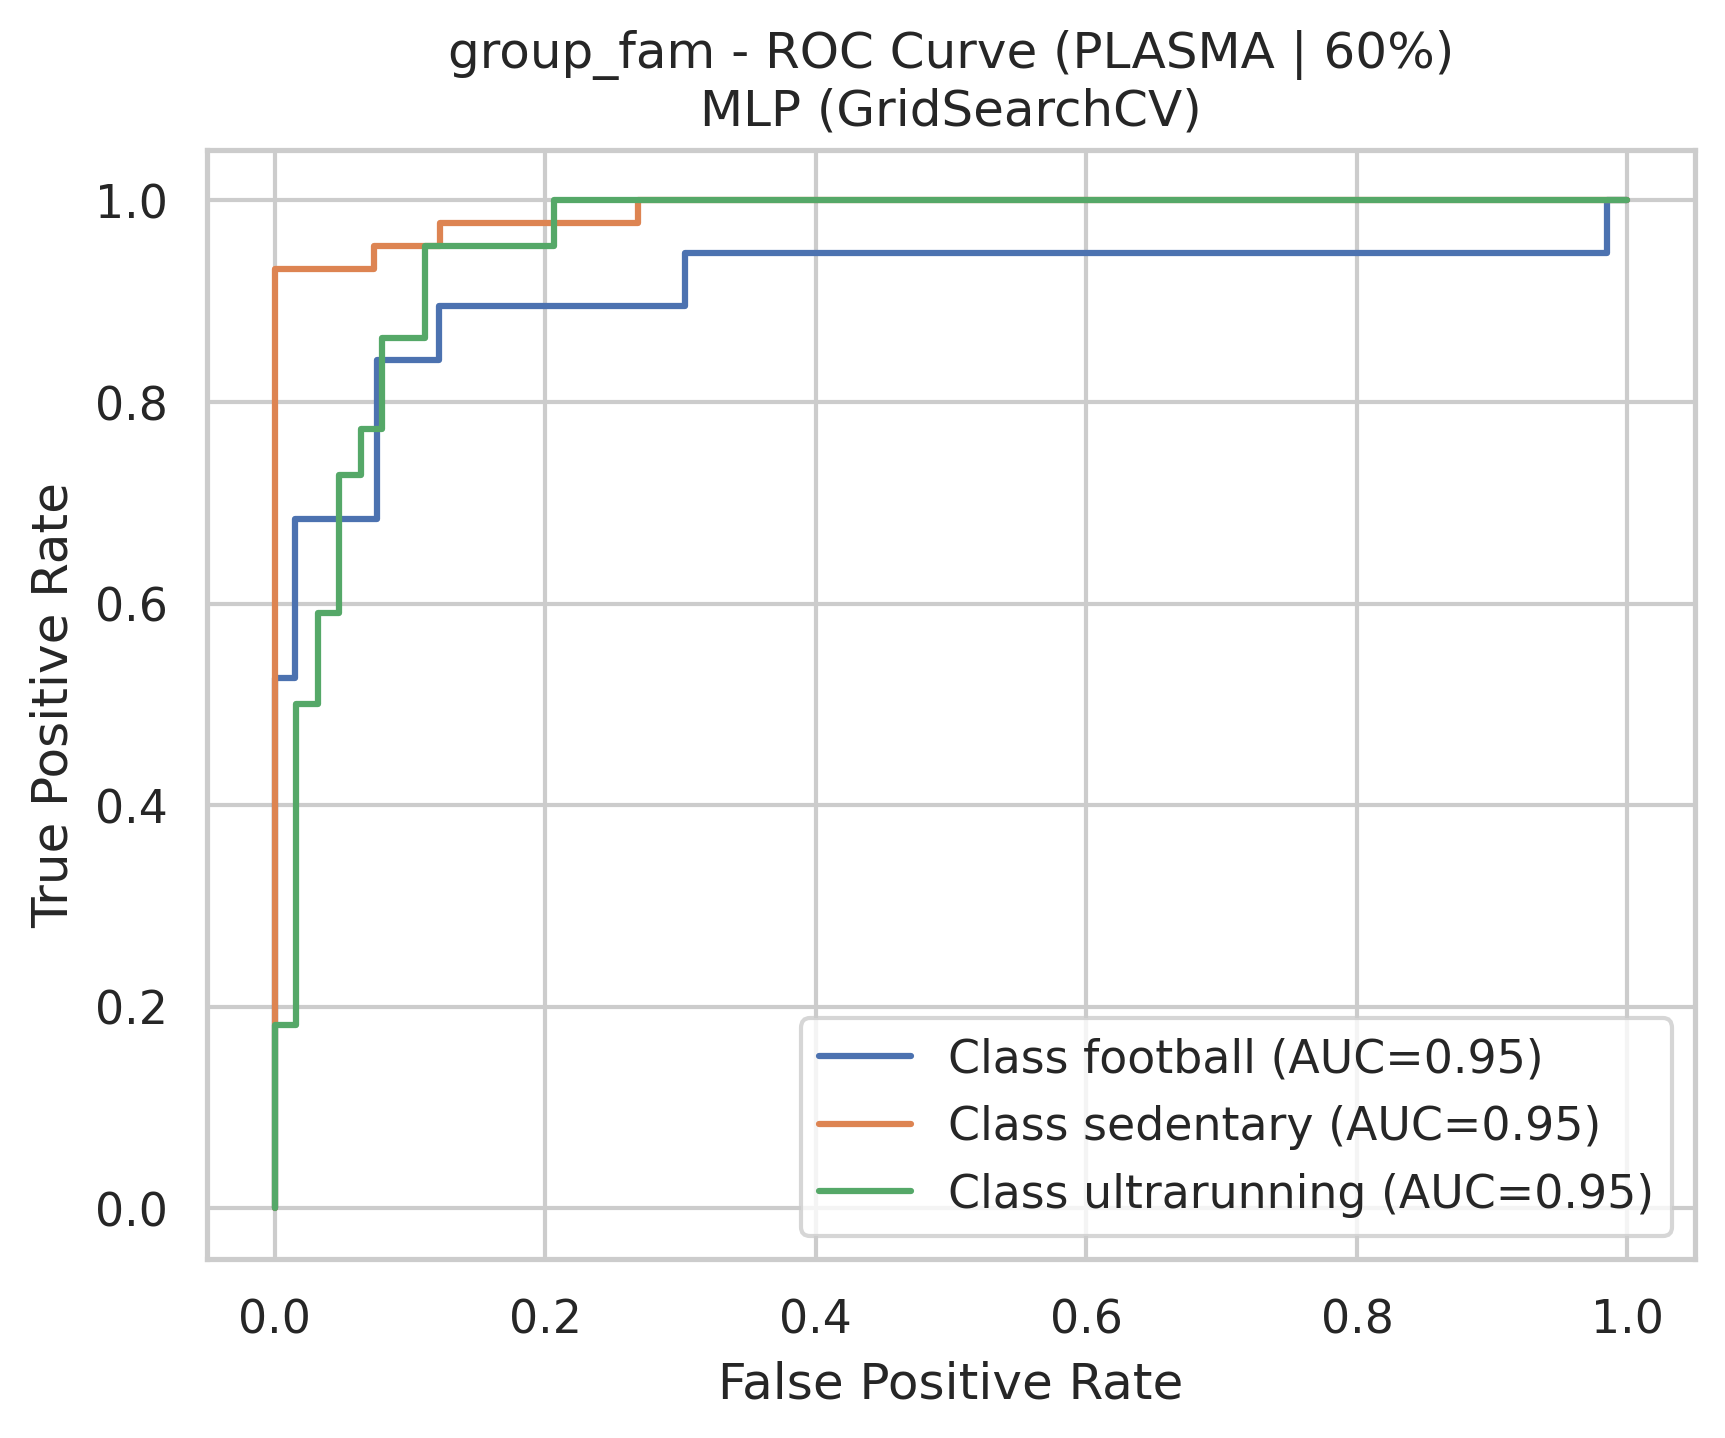 group_fam - ROC Curve (PLASMA | 60%)
MLP (GridSearchCV)
True Positive Rate
1.0
0.8
0.6
0.4
0.2
0.0
Class football (AUC=0.95)
Class sedentary (AUC=0.95)
Class ultrarunning (AUC=0.95)
0.0 0.2 0.4 0.6 0.8 1.0
False Positive Rate